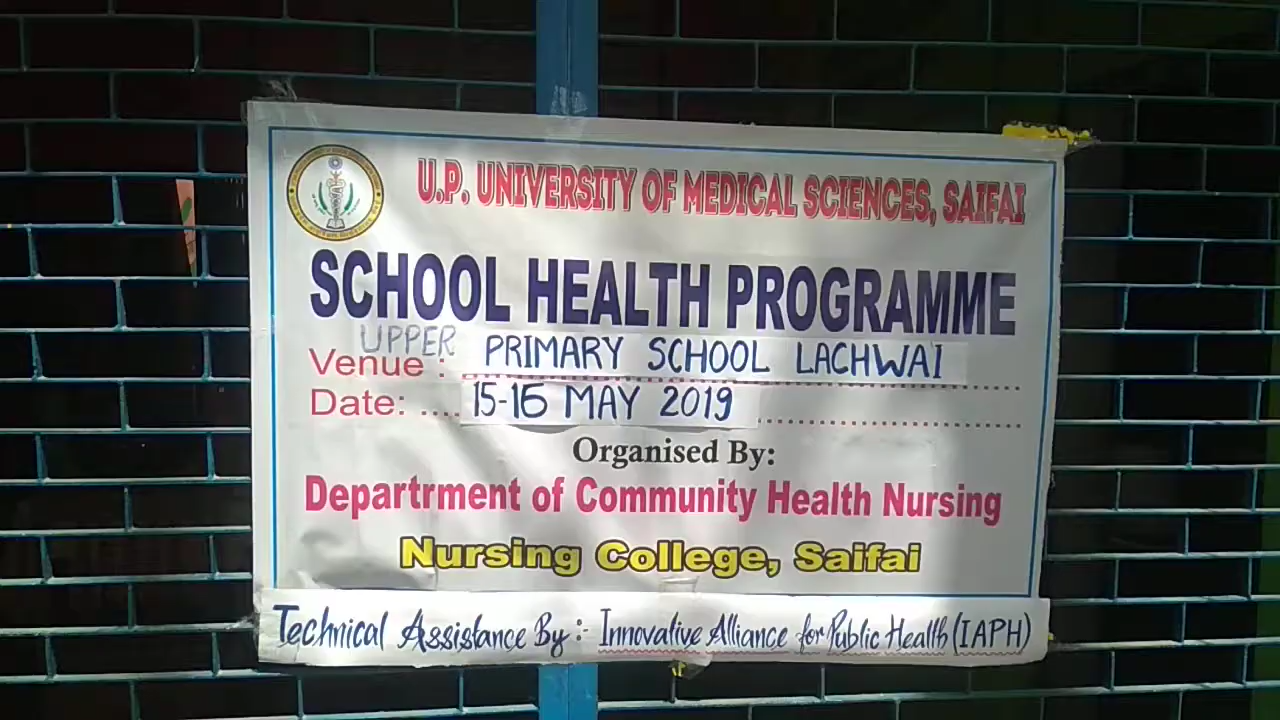 U.P. UNIVERSITY OF MEDICAL SCIENCES, SAIFAI
SCHOOL HEALTH PROGRAMME
UPPER
Venue : PRIMARY SCHOOL LACHWAI
Date: .... 15-16 MAY 2019
Organised By:
Departrment of Community Health Nursing
Nursing College, Saifai
Technical Assistance By :- Innovative Alliance for Public Health (IAPH)